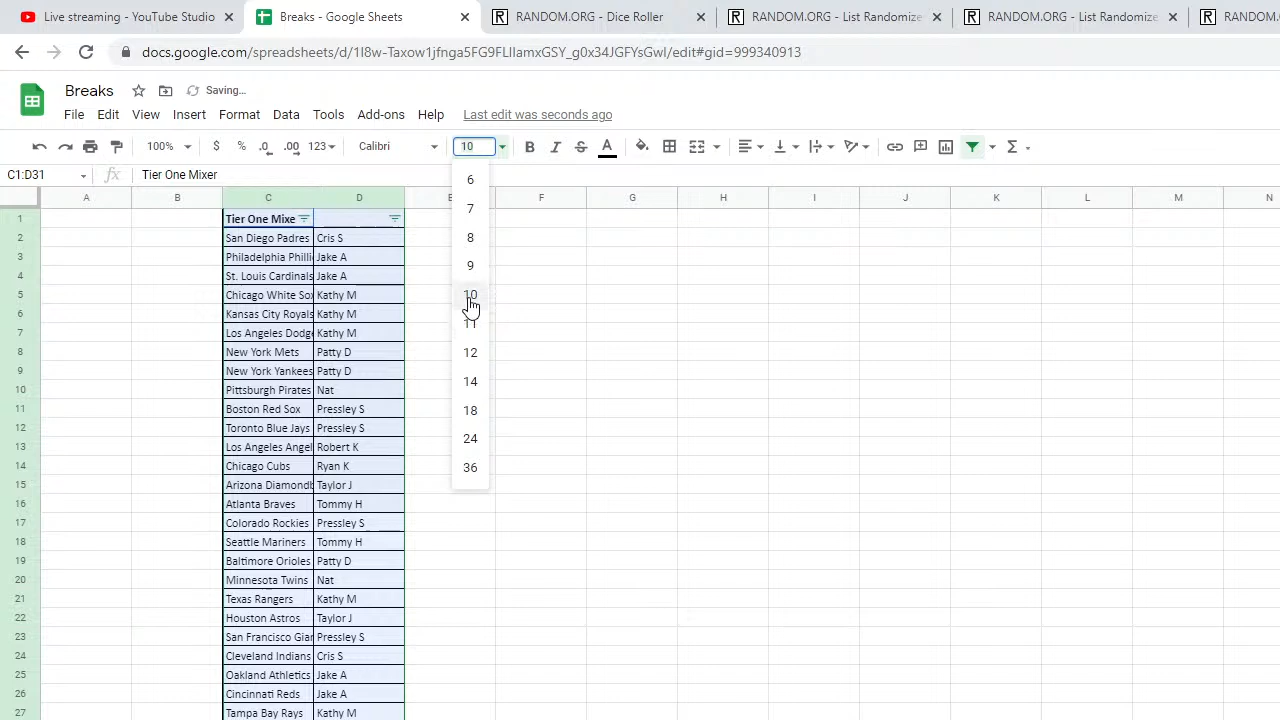 Live streaming - YouTube Studio
Breaks - Google Sheets
RANDOM.ORG - Dice Roller
RANDOM.ORG - List Randomize
RANDOM.ORG - List Randomize
RANDOM.O
docs.google.com/spreadsheets/d/1I8w-Taxow1jfnga5FG9FLIIamxGSY_g0x34JGFYsGwI/edit#gid=999340913
Breaks Saving...
File Edit View Insert Format Data Tools Add-ons Help Last edit was seconds ago
100% $ % .0 .00 123 Calibri 10 B I S A
C1:D31 fx Tier One Mixer
A B C D E F G H I J K L M N
1 Tier One Mixe
2 San Diego Padres Cris S
3 Philadelphia Philli Jake A
4 St. Louis Cardinals Jake A
5 Chicago White Sox Kathy M
6 Kansas City Royals Kathy M
7 Los Angeles Dodge Kathy M
8 New York Mets Patty D
9 New York Yankees Patty D
10 Pittsburgh Pirates Nat
11 Boston Red Sox Pressley S
12 Toronto Blue Jays Pressley S
13 Los Angeles Angel Robert K
14 Chicago Cubs Ryan K
15 Arizona Diamondb Taylor J
16 Atlanta Braves Tommy H
17 Colorado Rockies Pressley S
18 Seattle Mariners Tommy H
19 Baltimore Orioles Patty D
20 Minnesota Twins Nat
21 Texas Rangers Kathy M
22 Houston Astros Taylor J
23 San Francisco Gian Pressley S
24 Cleveland Indians Cris S
25 Oakland Athletics Jake A
26 Cincinnati Reds Jake A
27 Tampa Bay Rays Kathy M
6
7
8
9
10
11
12
14
18
24
36